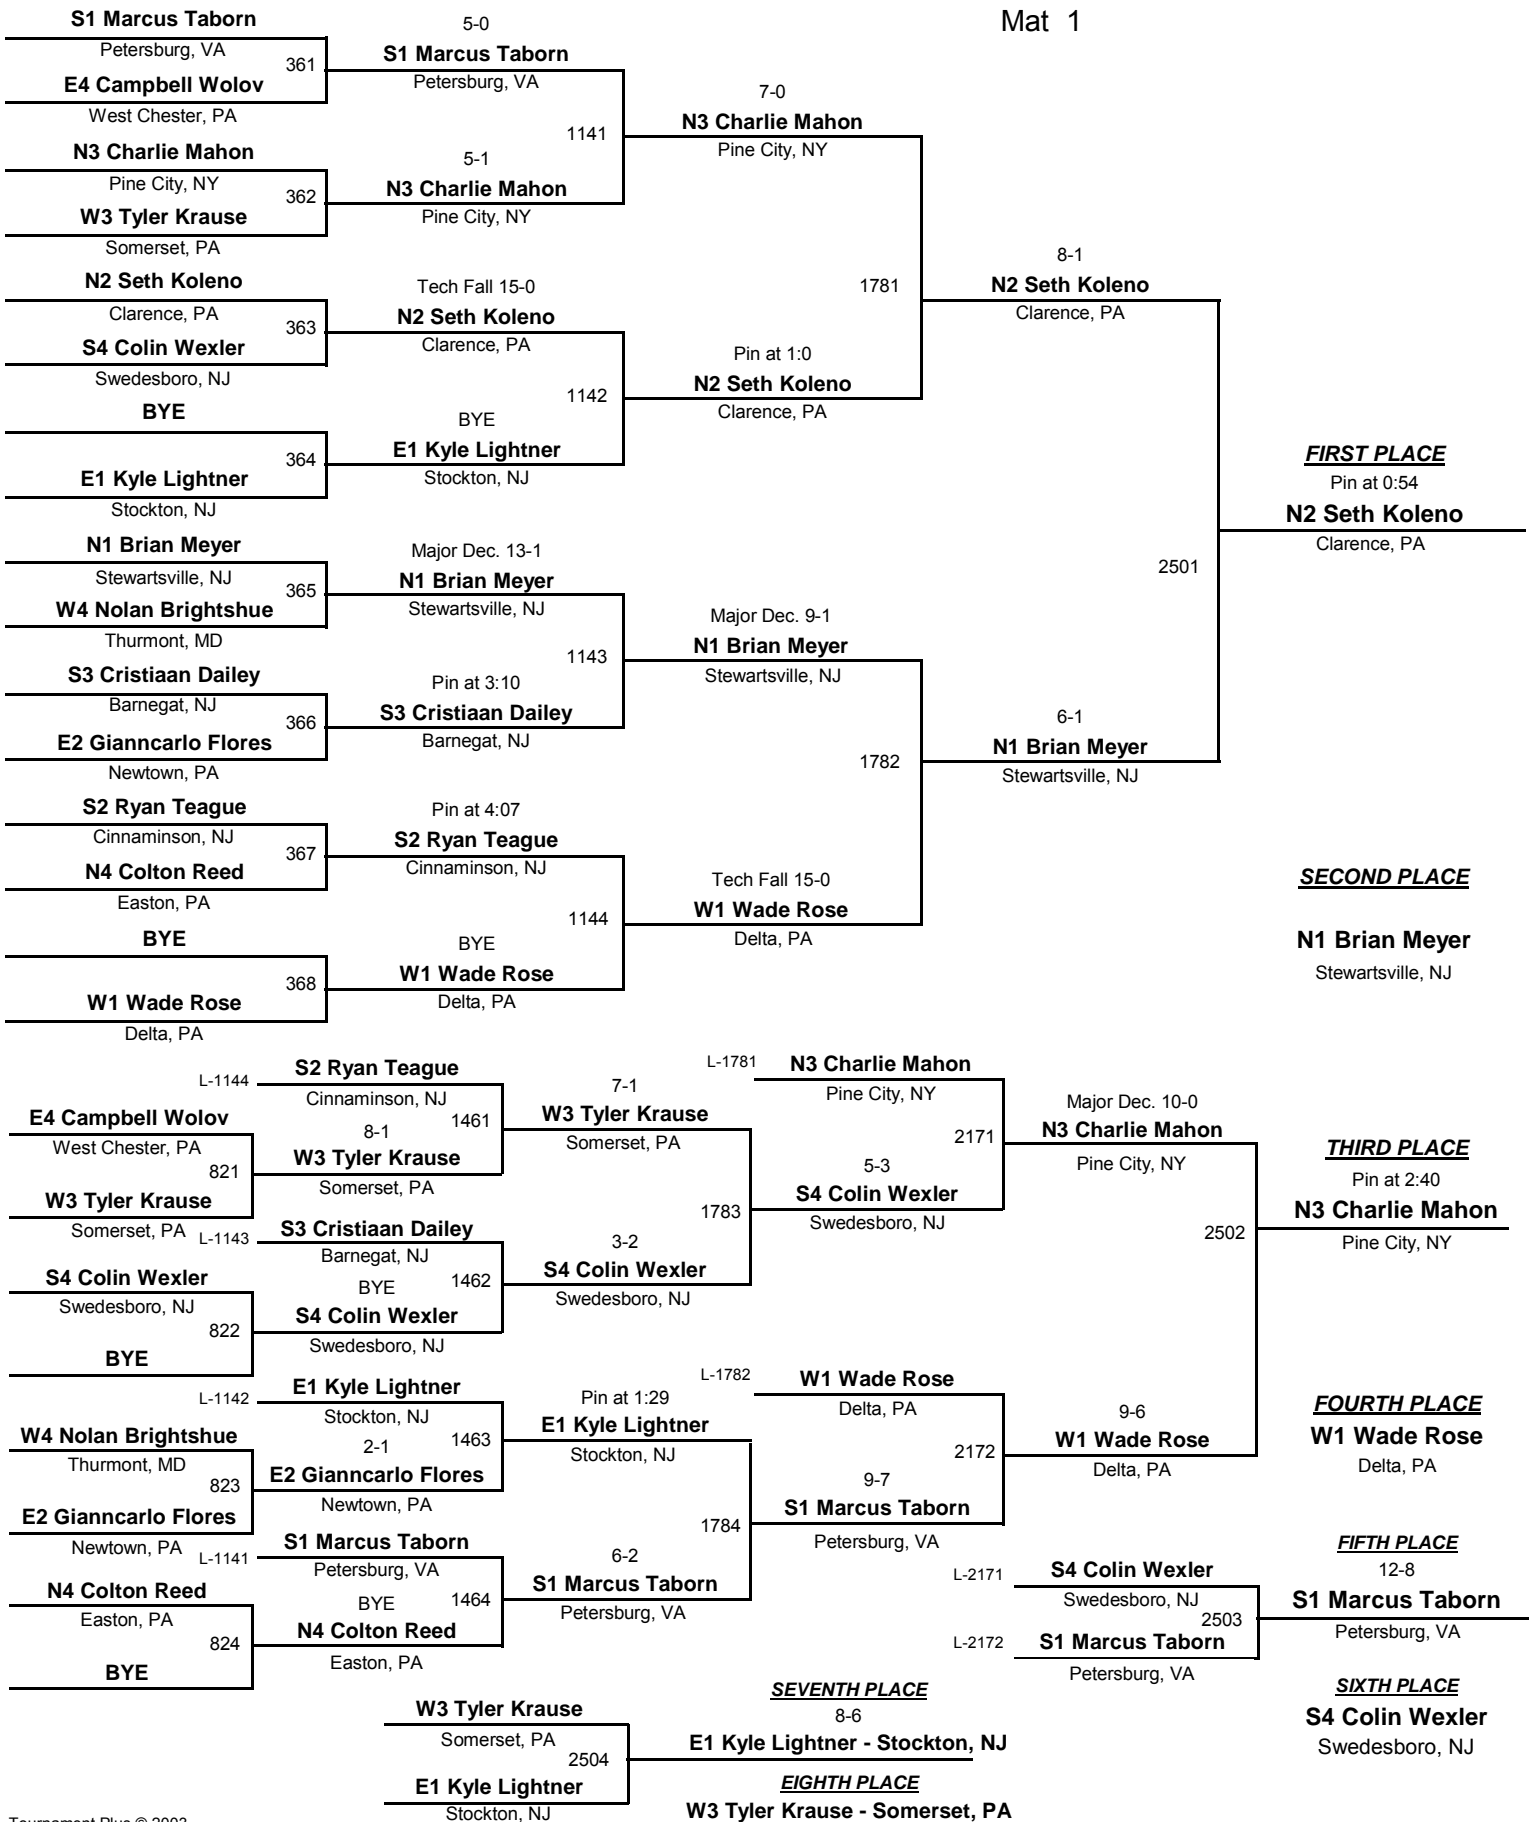 Mat 1
S1 Marcus Taborn
Petersburg, VA
361
E4 Campbell Wolov
West Chester, PA
N3 Charlie Mahon
Pine City, NY
362
W3 Tyler Krause
Somerset, PA
N2 Seth Koleno
Clarence, PA
363
S4 Colin Wexler
Swedesboro, NJ
BYE
364
E1 Kyle Lightner
Stockton, NJ
N1 Brian Meyer
Stewartsville, NJ
365
W4 Nolan Brightshue
Thurmont, MD
S3 Cristiaan Dailey
Barnegat, NJ
366
E2 Gianncarlo Flores
Newtown, PA
S2 Ryan Teague
Cinnaminson, NJ
367
N4 Colton Reed
Easton, PA
BYE
368
W1 Wade Rose
Delta, PA
5-0
S1 Marcus Taborn
Petersburg, VA
1141
5-1
N3 Charlie Mahon
Pine City, NY
Tech Fall 15-0
N2 Seth Koleno
Clarence, PA
1142
BYE
E1 Kyle Lightner
Stockton, NJ
Major Dec. 13-1
N1 Brian Meyer
Stewartsville, NJ
1143
Pin at 3:10
S3 Cristiaan Dailey
Barnegat, NJ
Pin at 4:07
S2 Ryan Teague
Cinnaminson, NJ
1144
BYE
W1 Wade Rose
Delta, PA
7-0
N3 Charlie Mahon
Pine City, NY
1781
Pin at 1:0
N2 Seth Koleno
Clarence, PA
Major Dec. 9-1
N1 Brian Meyer
Stewartsville, NJ
1782
Tech Fall 15-0
W1 Wade Rose
Delta, PA
8-1
N2 Seth Koleno
Clarence, PA
2501
6-1
N1 Brian Meyer
Stewartsville, NJ
FIRST PLACE
Pin at 0:54
N2 Seth Koleno
Clarence, PA
SECOND PLACE
N1 Brian Meyer
Stewartsville, NJ
E4 Campbell Wolov
West Chester, PA
821
W3 Tyler Krause
Somerset, PA
S4 Colin Wexler
Swedesboro, NJ
822
BYE
W4 Nolan Brightshue
Thurmont, MD
823
E2 Gianncarlo Flores
Newtown, PA
N4 Colton Reed
Easton, PA
824
BYE
L-1144
S2 Ryan Teague
Cinnaminson, NJ
1461
8-1
W3 Tyler Krause
Somerset, PA
L-1143
S3 Cristiaan Dailey
Barnegat, NJ
1462
BYE
S4 Colin Wexler
Swedesboro, NJ
L-1142
E1 Kyle Lightner
Stockton, NJ
1463
2-1
E2 Gianncarlo Flores
Newtown, PA
L-1141
S1 Marcus Taborn
Petersburg, VA
1464
BYE
N4 Colton Reed
Easton, PA
7-1
W3 Tyler Krause
Somerset, PA
1783
3-2
S4 Colin Wexler
Swedesboro, NJ
Pin at 1:29
E1 Kyle Lightner
Stockton, NJ
1784
6-2
S1 Marcus Taborn
Petersburg, VA
L-1781
N3 Charlie Mahon
Pine City, NY
2171
5-3
S4 Colin Wexler
Swedesboro, NJ
L-1782
W1 Wade Rose
Delta, PA
2172
9-7
S1 Marcus Taborn
Petersburg, VA
Major Dec. 10-0
N3 Charlie Mahon
Pine City, NY
2502
9-6
W1 Wade Rose
Delta, PA
THIRD PLACE
Pin at 2:40
N3 Charlie Mahon
Pine City, NY
FOURTH PLACE
W1 Wade Rose
Delta, PA
L-2171
S4 Colin Wexler
Swedesboro, NJ
2503
L-2172
S1 Marcus Taborn
Petersburg, VA
FIFTH PLACE
12-8
S1 Marcus Taborn
Petersburg, VA
SIXTH PLACE
S4 Colin Wexler
Swedesboro, NJ
W3 Tyler Krause
Somerset, PA
2504
E1 Kyle Lightner
Stockton, NJ
SEVENTH PLACE
8-6
E1 Kyle Lightner - Stockton, NJ
EIGHTH PLACE
W3 Tyler Krause - Somerset, PA
Tournament Plus © 2003